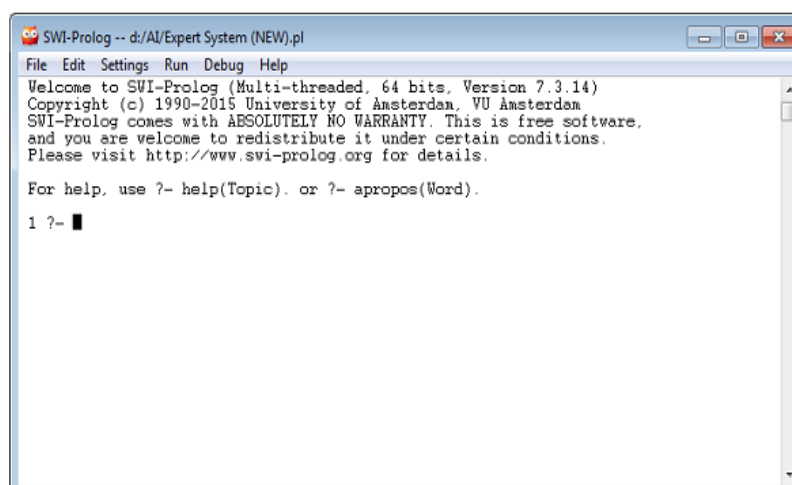 SWI-Prolog -- d:/AI/Expert System (NEW).pl
File Edit Settings Run Debug Help
Welcome to SWI-Prolog (Multi-threaded, 64 bits, Version 7.3.14)
Copyright (c) 1990-2015 University of Amsterdam, VU Amsterdam
SWI-Prolog comes with ABSOLUTELY NO WARRANTY. This is free software,
and you are welcome to redistribute it under certain conditions.
Please visit http://www.swi-prolog.org for details.
For help, use ?- help(Topic). or ?- apropos(Word).
1 ?-